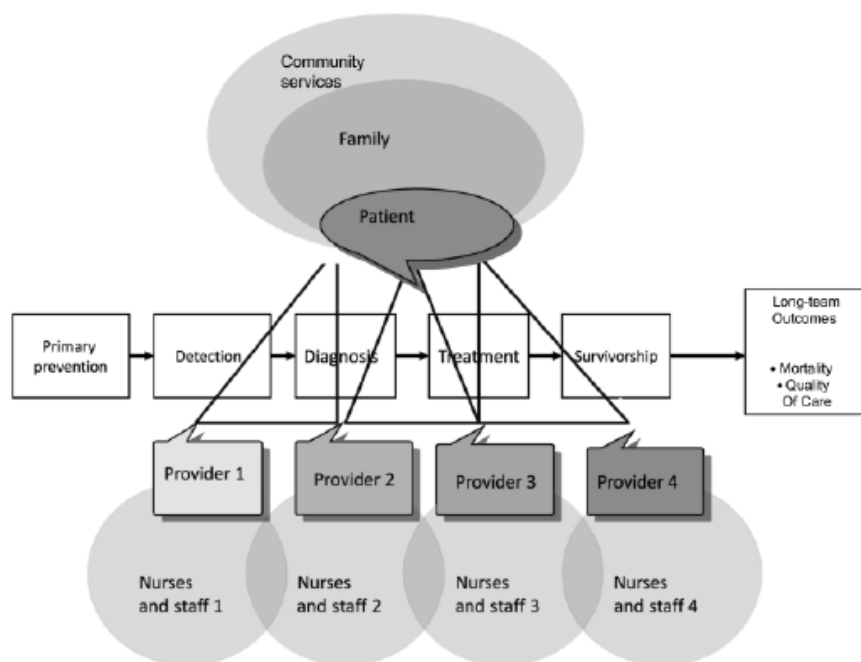 Community
services
Family
Patient
Primary
prevention
Detection
Diagnosis
Treatment
Survivorship
Long-team
Outcomes
• Mortality
• Quality
Of Care
Provider 1
Provider 2
Provider 3
Provider 4
Nurses
and staff 1
Nurses
and staff 2
Nurses
and staff 3
Nurses
and staff 4